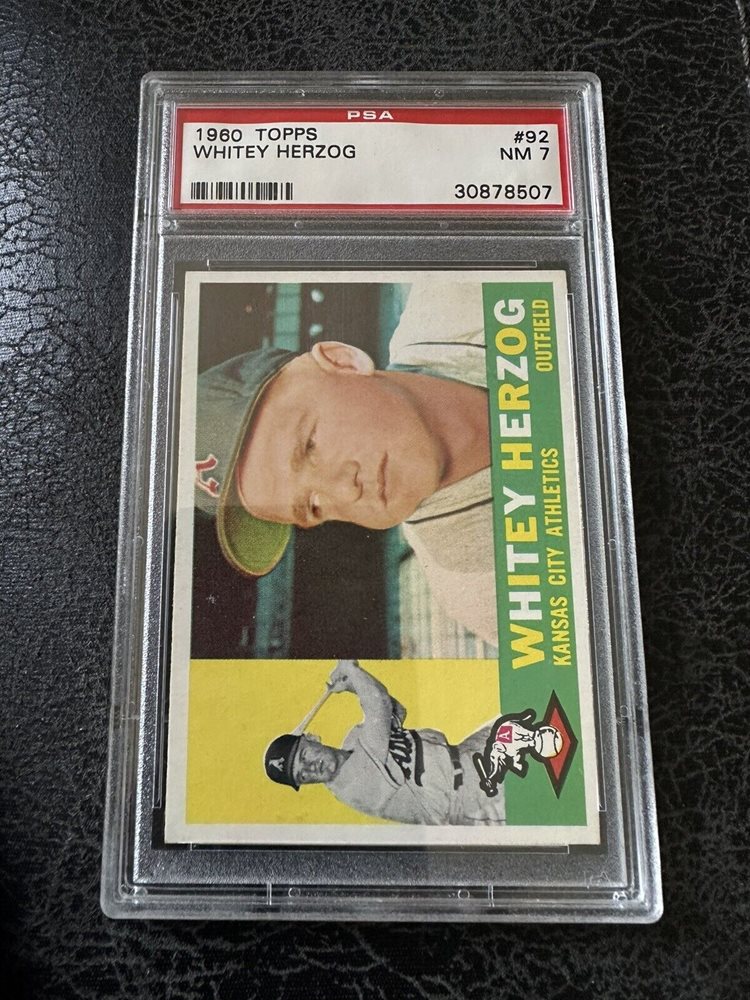 PSA
1960 TOPPS #92
WHITEY HERZOG NM 7
30878507
WHITEY HERZOG
KANSAS CITY ATHLETICS OUTFIELD
A
A
A